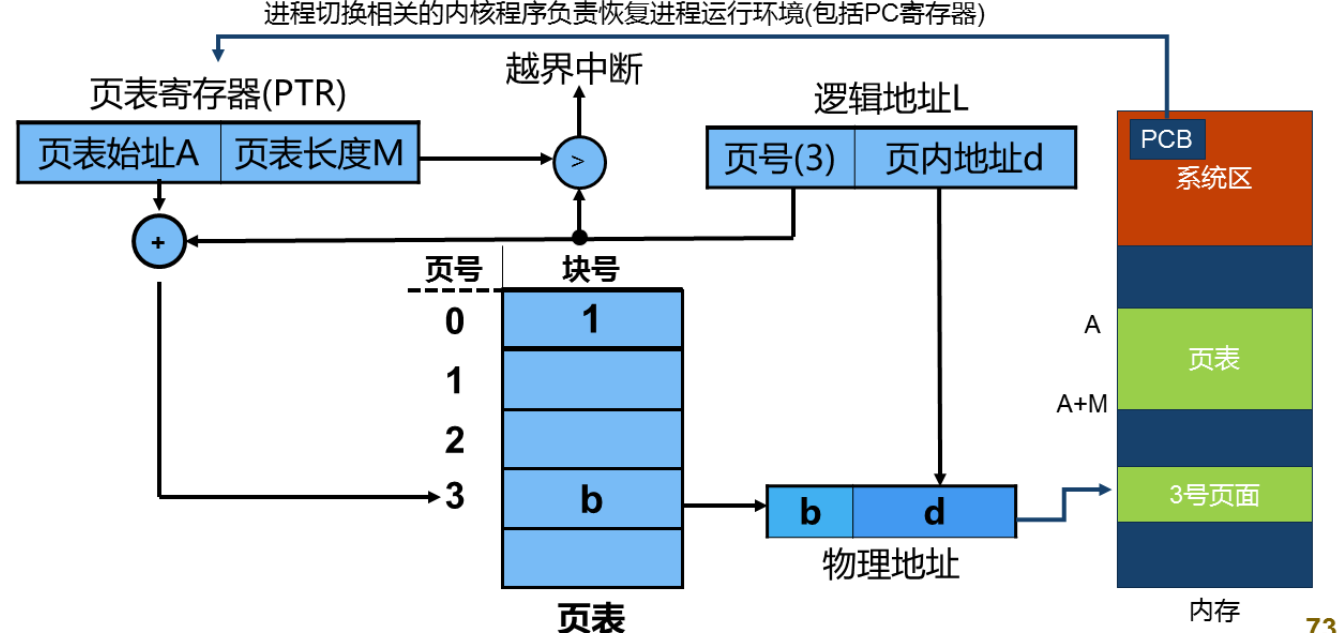 进程切换相关的内核程序负责恢复进程运行环境(包括PC寄存器)
越界中断
页表寄存器(PTR)
逻辑地址L
页表始址A 页表长度M
>
页号(3) 页内地址d
PCB
系统区
+
页号 块号
0 1
1
2
3 b
A
页表
A+M
3号页面
b d
物理地址
页表
内存
73